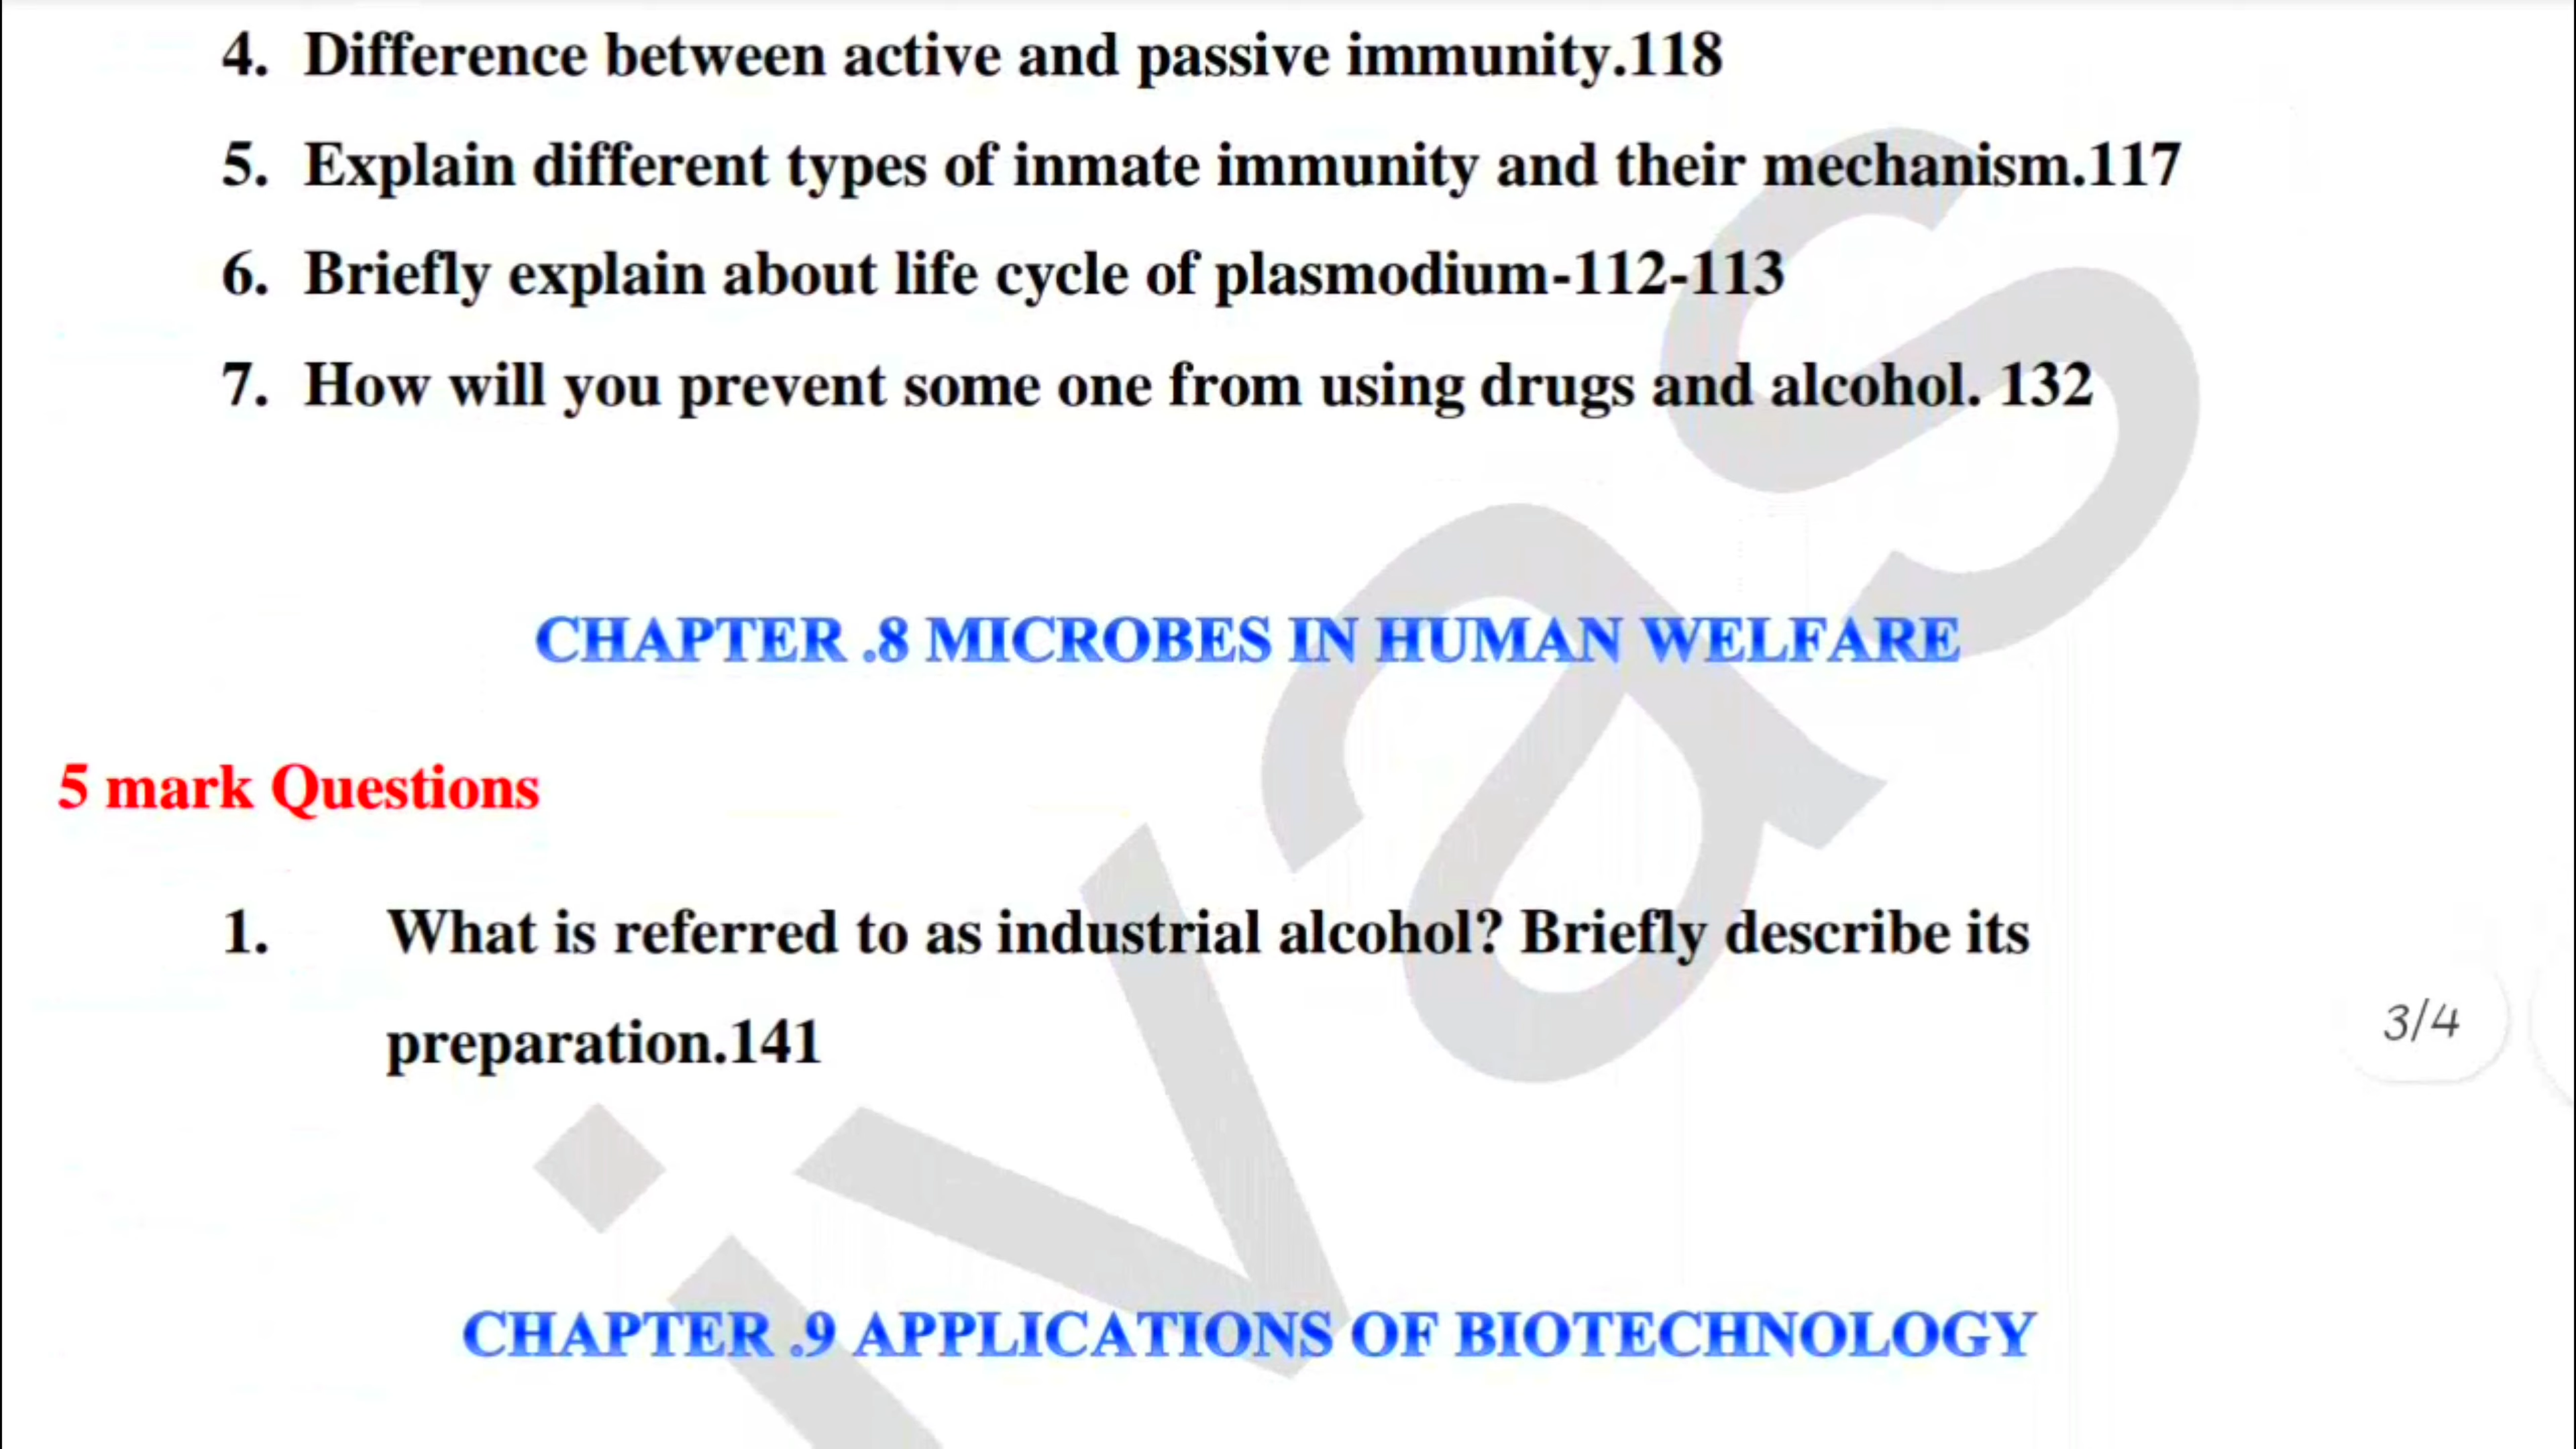 4. Difference between active and passive immunity.118
5. Explain different types of inmate immunity and their mechanism.117
6. Briefly explain about life cycle of plasmodium-112-113
7. How will you prevent some one from using drugs and alcohol. 132
CHAPTER .8 MICROBES IN HUMAN WELFARE
5 mark Questions
1. What is referred to as industrial alcohol? Briefly describe its
preparation.141
3/4
CHAPTER .9 APPLICATIONS OF BIOTECHNOLOGY
ivas